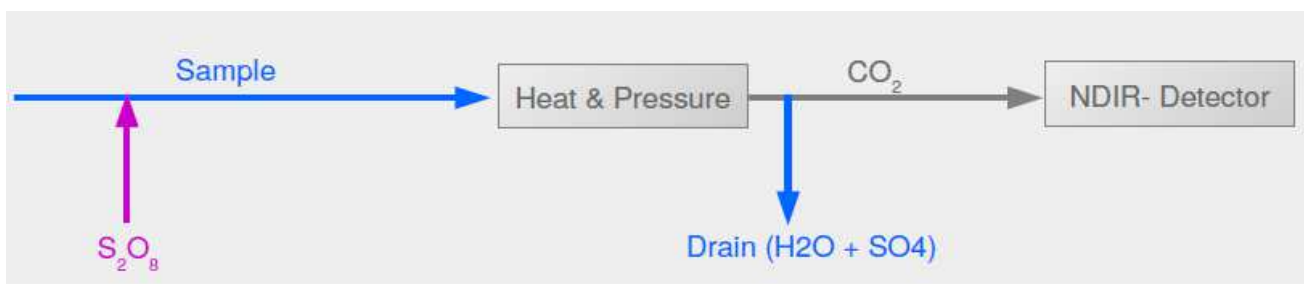 Sample
CO₂
Heat & Pressure
NDIR- Detector
S₂O₈
Drain (H2O + SO4)